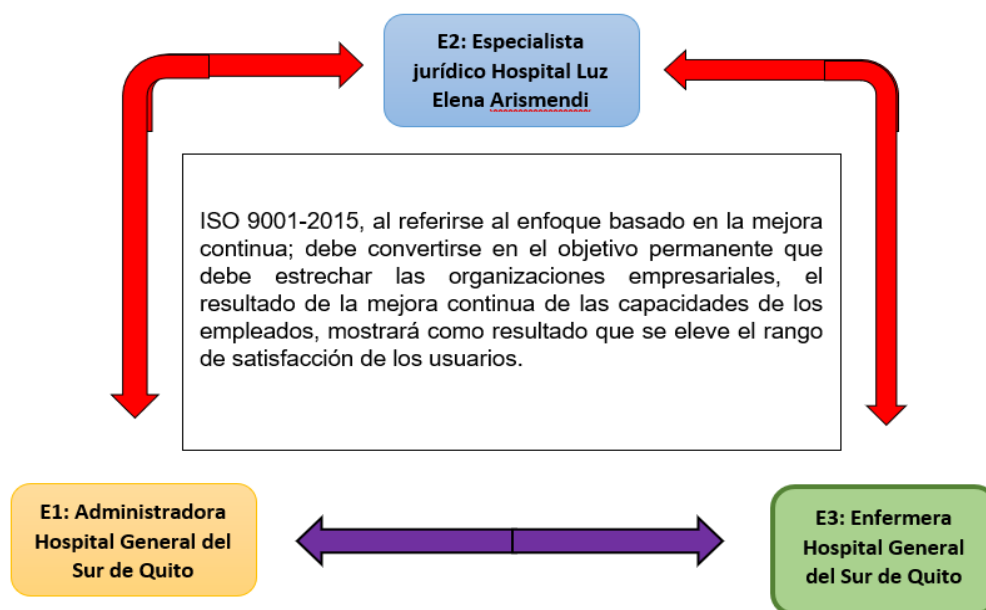 E2: Especialista
jurídico Hospital Luz
Elena Arismendi
ISO 9001-2015, al referirse al enfoque basado en la mejora
continua; debe convertirse en el objetivo permanente que
debe estrechar las organizaciones empresariales, el
resultado de la mejora continua de las capacidades de los
empleados, mostrará como resultado que se eleve el rango
de satisfacción de los usuarios.
E1: Administradora
Hospital General del
Sur de Quito
E3: Enfermera
Hospital General
del Sur de Quito